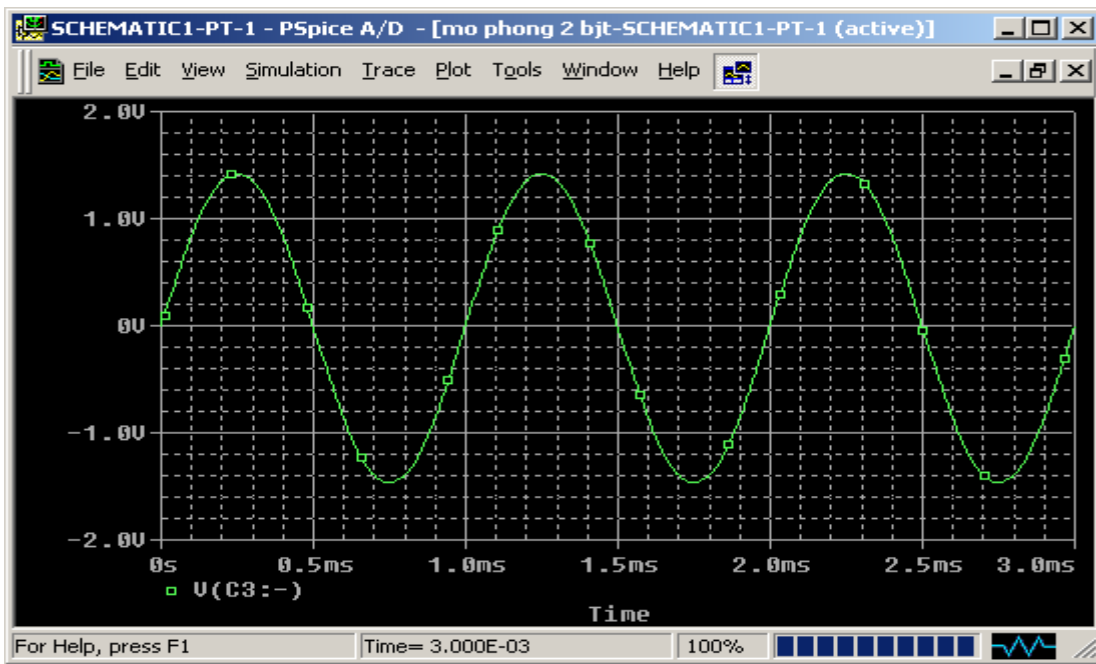 SCHEMATIC1-PT-1 - PSpice A/D - [mo phong 2 bjt-SCHEMATIC1-PT-1 (active)]
File Edit View Simulation Trace Plot Tools Window Help
2.0V
1.0V
0V
-1.0V
-2.0V
0s 0.5ms 1.0ms 1.5ms 2.0ms 2.5ms 3.0ms
V(C3:-)
Time
For Help, press F1 Time= 3.000E-03 100%